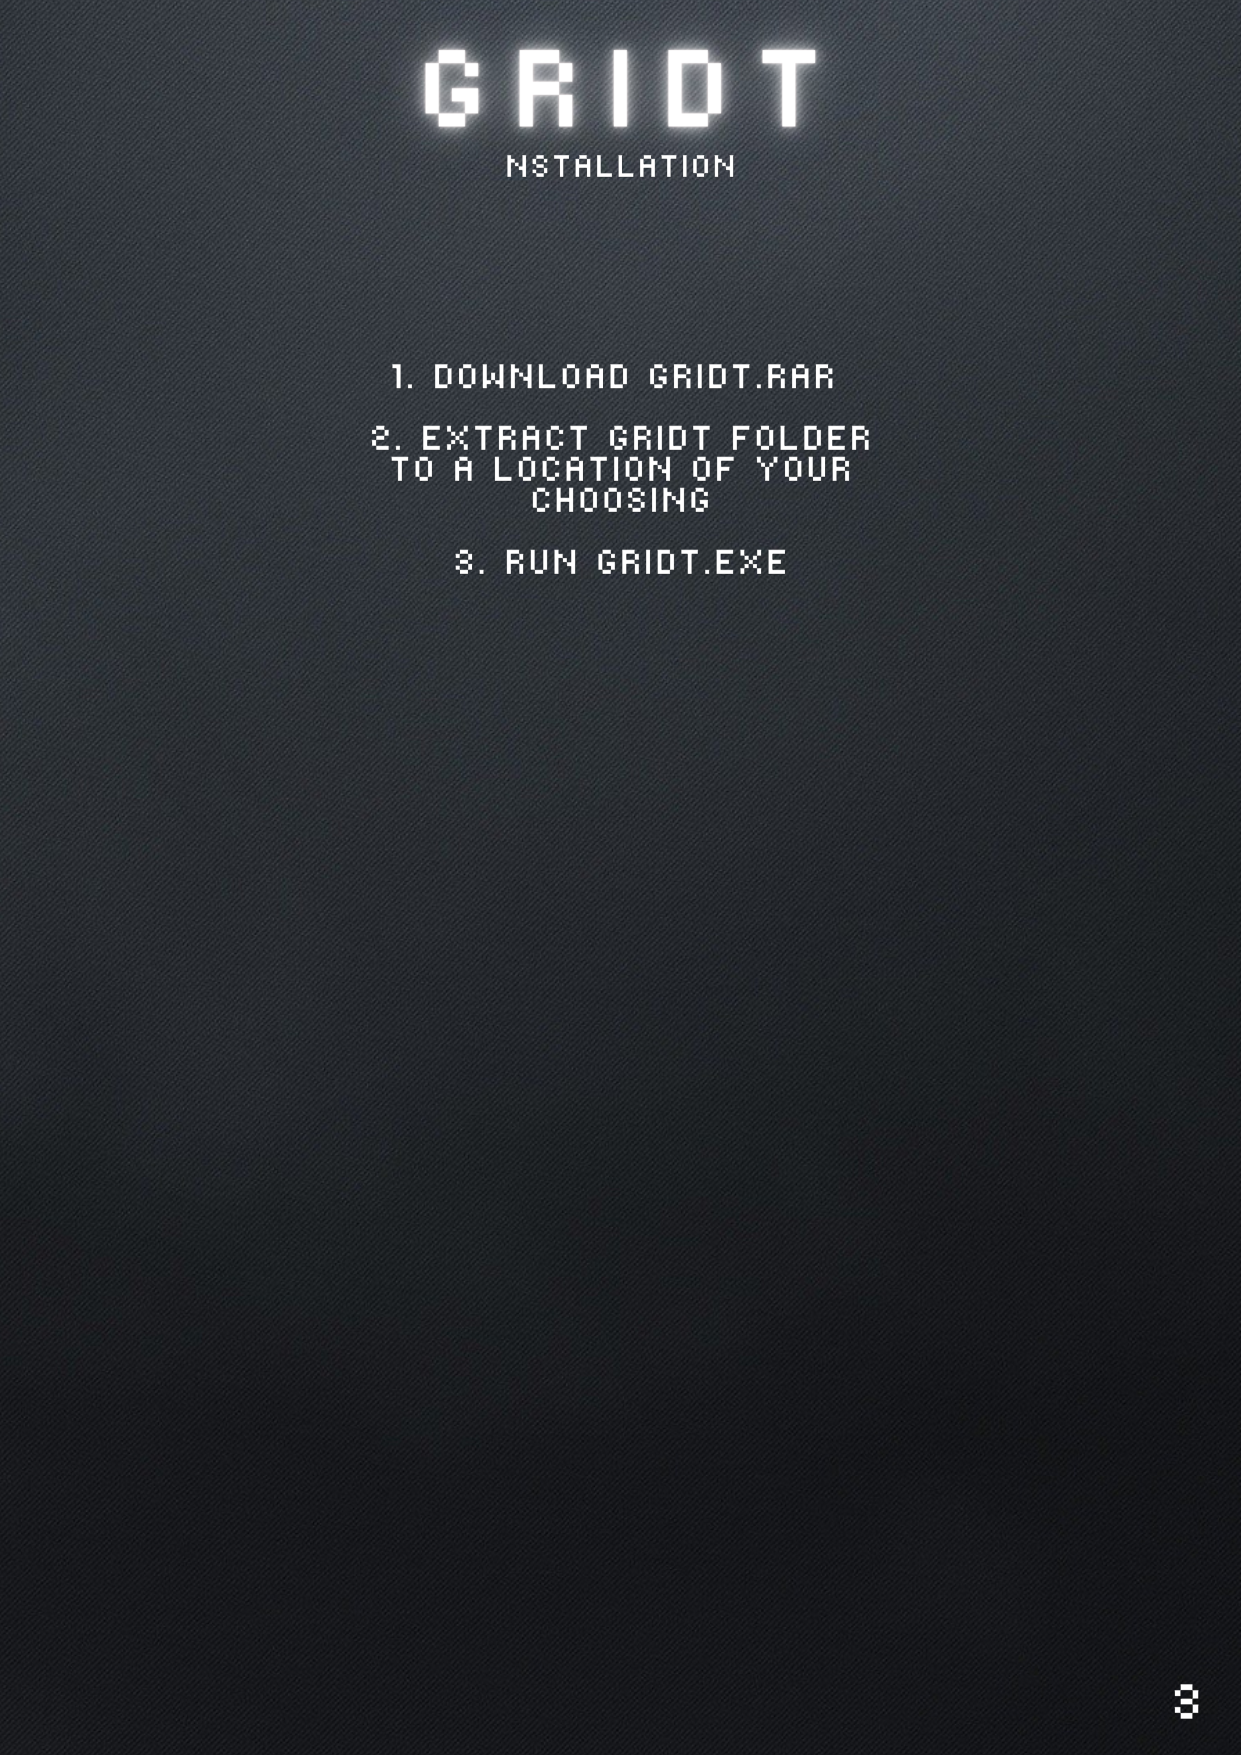 GRIDT
NSTALLATION
1. DOWNLOAD GRIDT.RAR
2. EXTRACT GRIDT FOLDER
TO A LOCATION OF YOUR
CHOOSING
3. RUN GRIDT.EXE
3